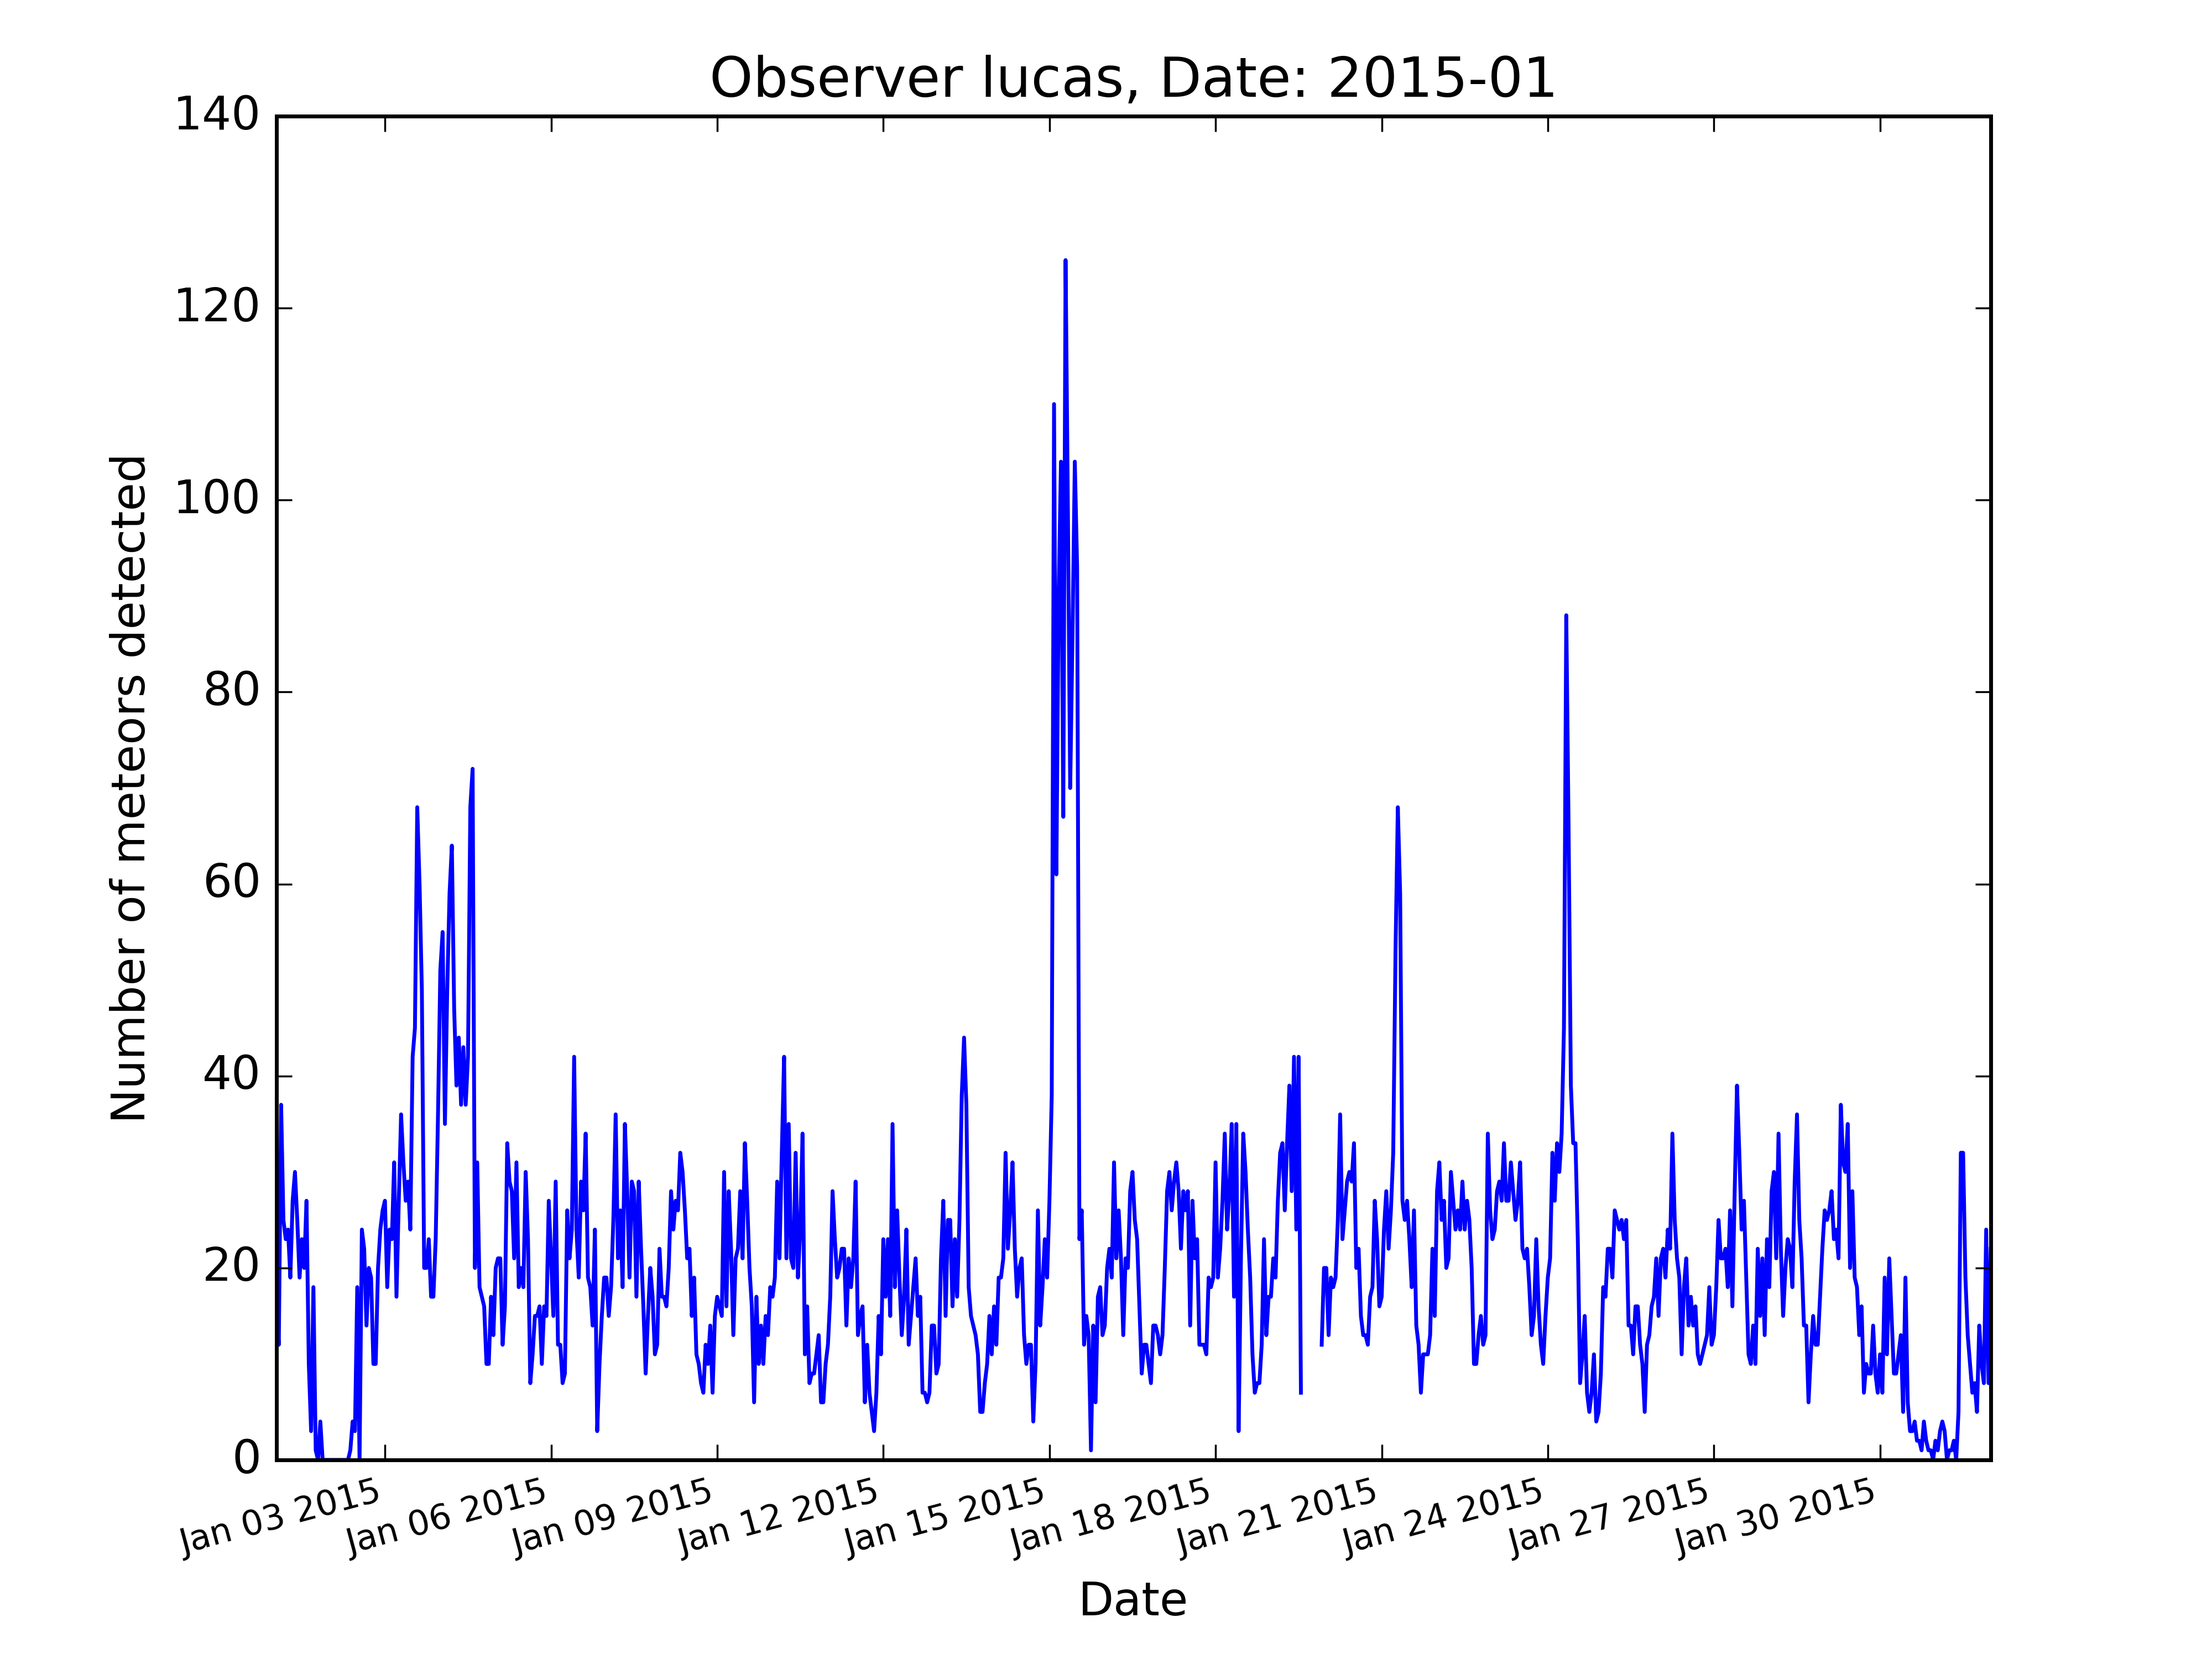 Observer lucas, Date: 2015-01
140
120
100
80
60
40
20
0
Number of meteors detected
Jan 03 2015
Jan 06 2015
Jan 09 2015
Jan 12 2015
Jan 15 2015
Jan 18 2015
Jan 21 2015
Jan 24 2015
Jan 27 2015
Jan 30 2015
Date